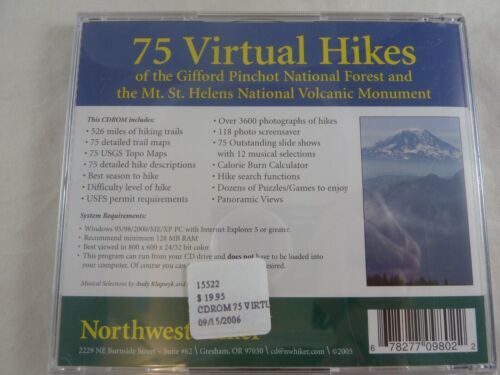 75 Virtual Hikes
of the Gifford Pinchot National Forest and
the Mt. St. Helens National Volcanic Monument
This CDROM includes:
• 526 miles of hiking trails
• 75 detailed trail maps
• 75 USGS Topo Maps
• 75 detailed hike descriptions
• Best season to hike
• Difficulty level of hike
• USFS permit requirements
• Over 3600 photographs of hikes
• 118 photo screensaver
• 75 Outstanding slide shows
with 12 musical selections
• Calorie Burn Calculator
• Hike search functions
• Dozens of Puzzles/Games to enjoy
• Panoramic Views
System Requirements:
• Windows 95/98/2000/ME/XP PC with Internet Explorer 5 or greater.
• Recommend minimum 128 MB RAM
• Best viewed in 800 x 600 x 24/32 bit color
• This program can run from your CD drive and does not have to be loaded into
your computer. Of course you can desired.
Musical Selections by Andy Klapwyk and
15522
$ 19.95
CDROM 75 VIRTL
09/15/2006
Northwest
2229 NE Burnside Street ~ Suite #62 \ Gresham, OR 97030 \ cd@nwhiker.com \ ©2005
6 78277 09802 2